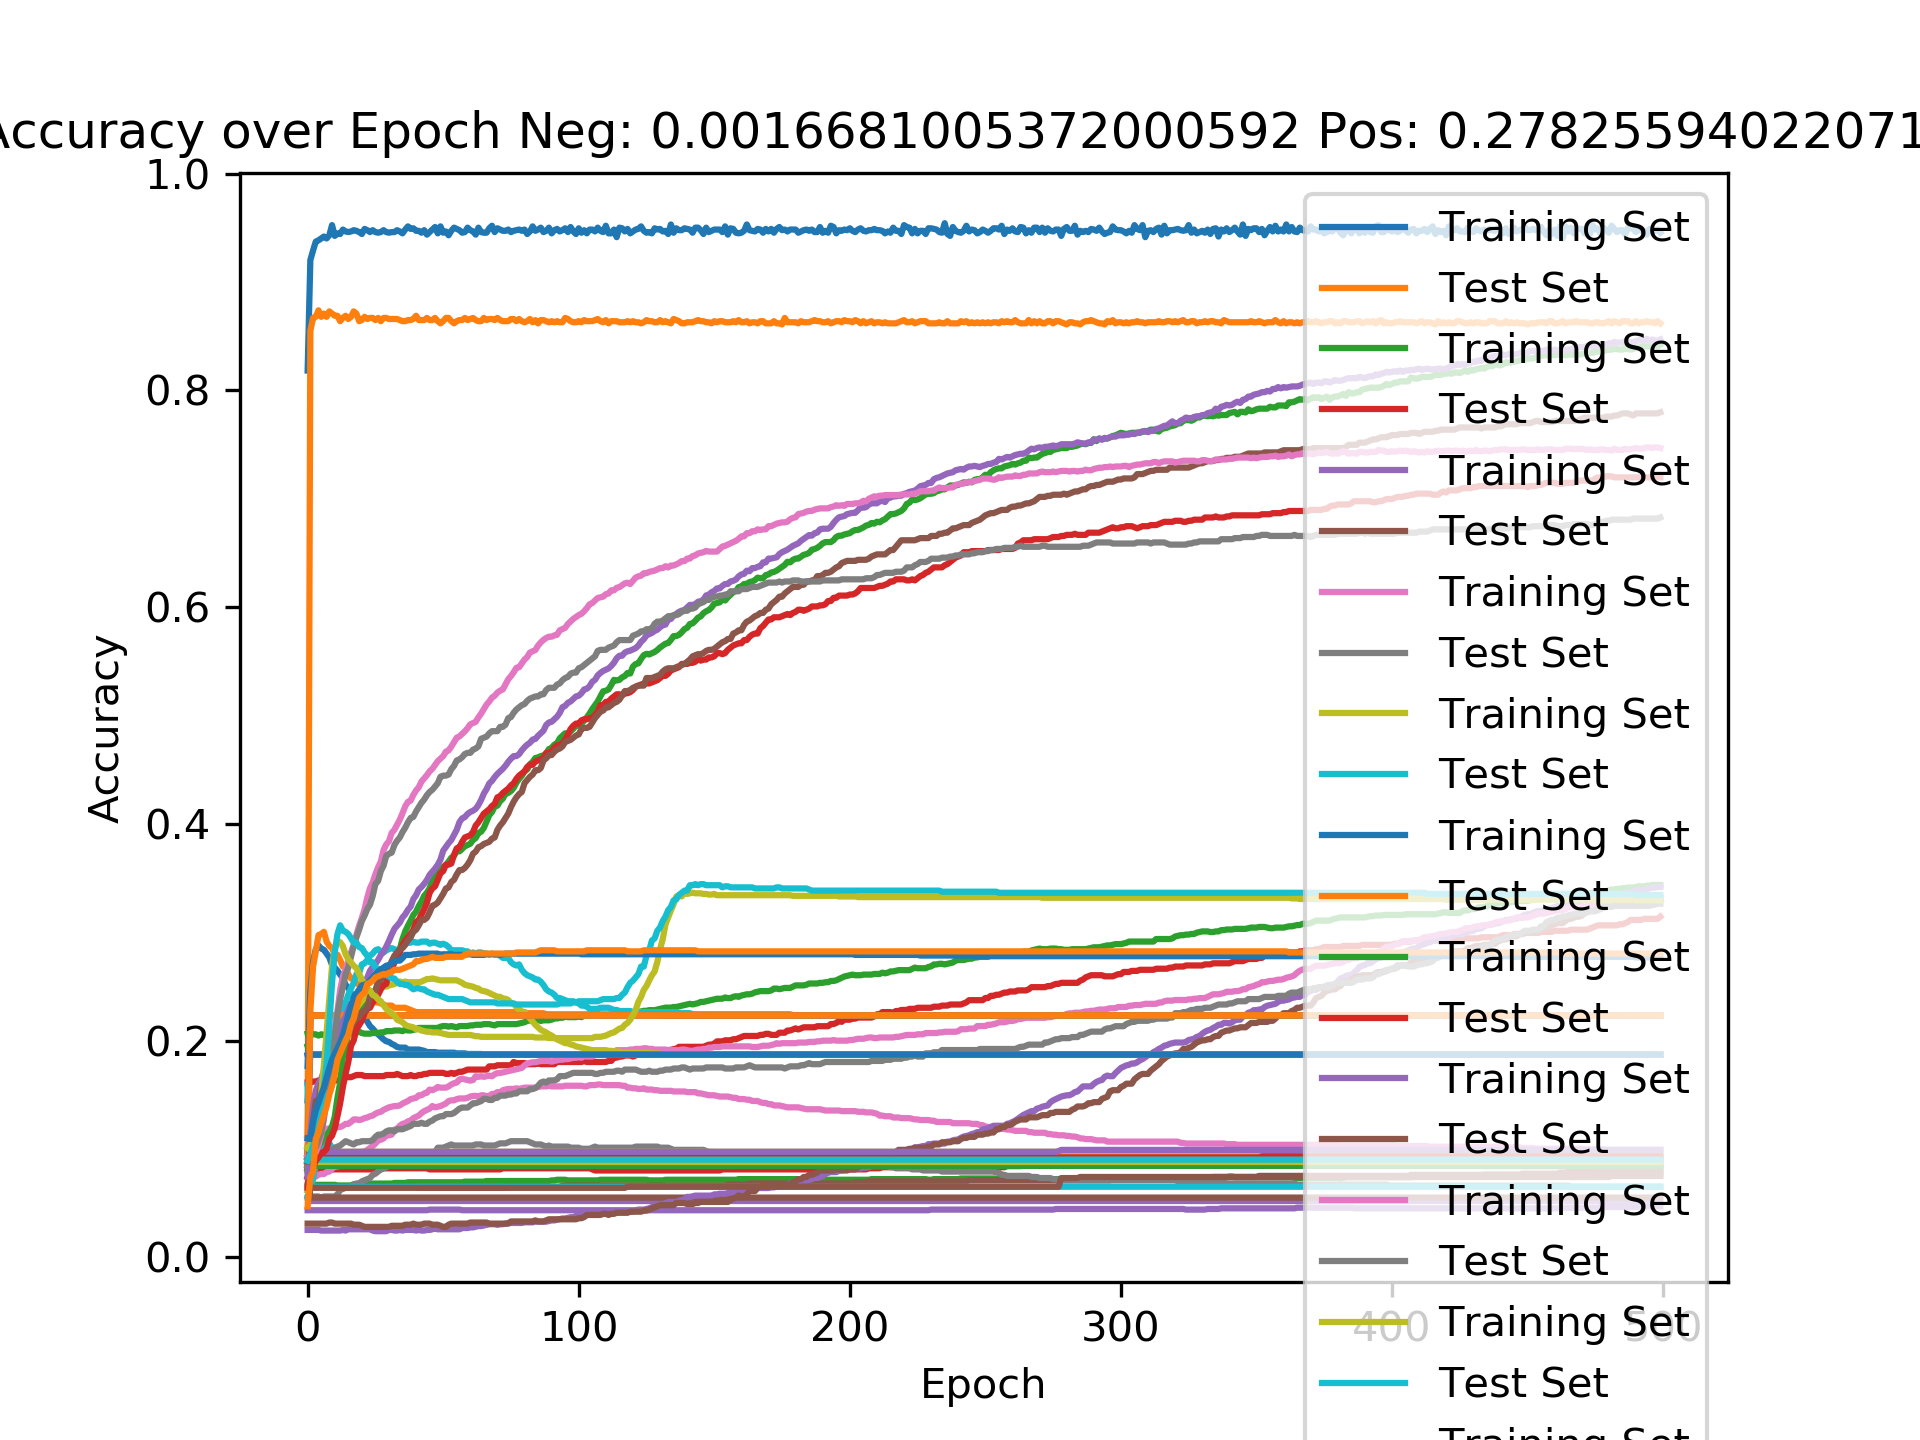 Accuracy over Epoch Neg: 0.0016681005372000592 Pos: 0.27825594022071
1.0
0.8
0.6
0.4
0.2
0.0
Accuracy
0
100
200
300
400
500
Epoch
Training Set
Test Set
Training Set
Test Set
Training Set
Test Set
Training Set
Test Set
Training Set
Test Set
Training Set
Test Set
Training Set
Test Set
Training Set
Test Set
Training Set
Test Set
Training Set
Test Set
Training Set